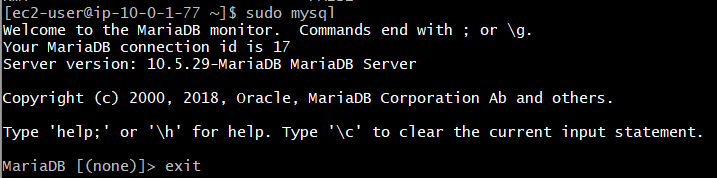 [ec2-user@ip-10-0-1-77 ~]$ sudo mysql
Welcome to the MariaDB monitor.  Commands end with ; or \g.
Your MariaDB connection id is 17
Server version: 10.5.29-MariaDB MariaDB Server
Copyright (c) 2000, 2018, Oracle, MariaDB Corporation Ab and others.
Type 'help;' or '\h' for help. Type '\c' to clear the current input statement.
MariaDB [(none)]> exit